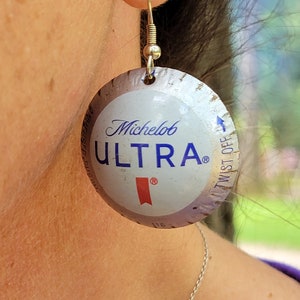 Michelob
ULTRA®
®
TWIST OFF